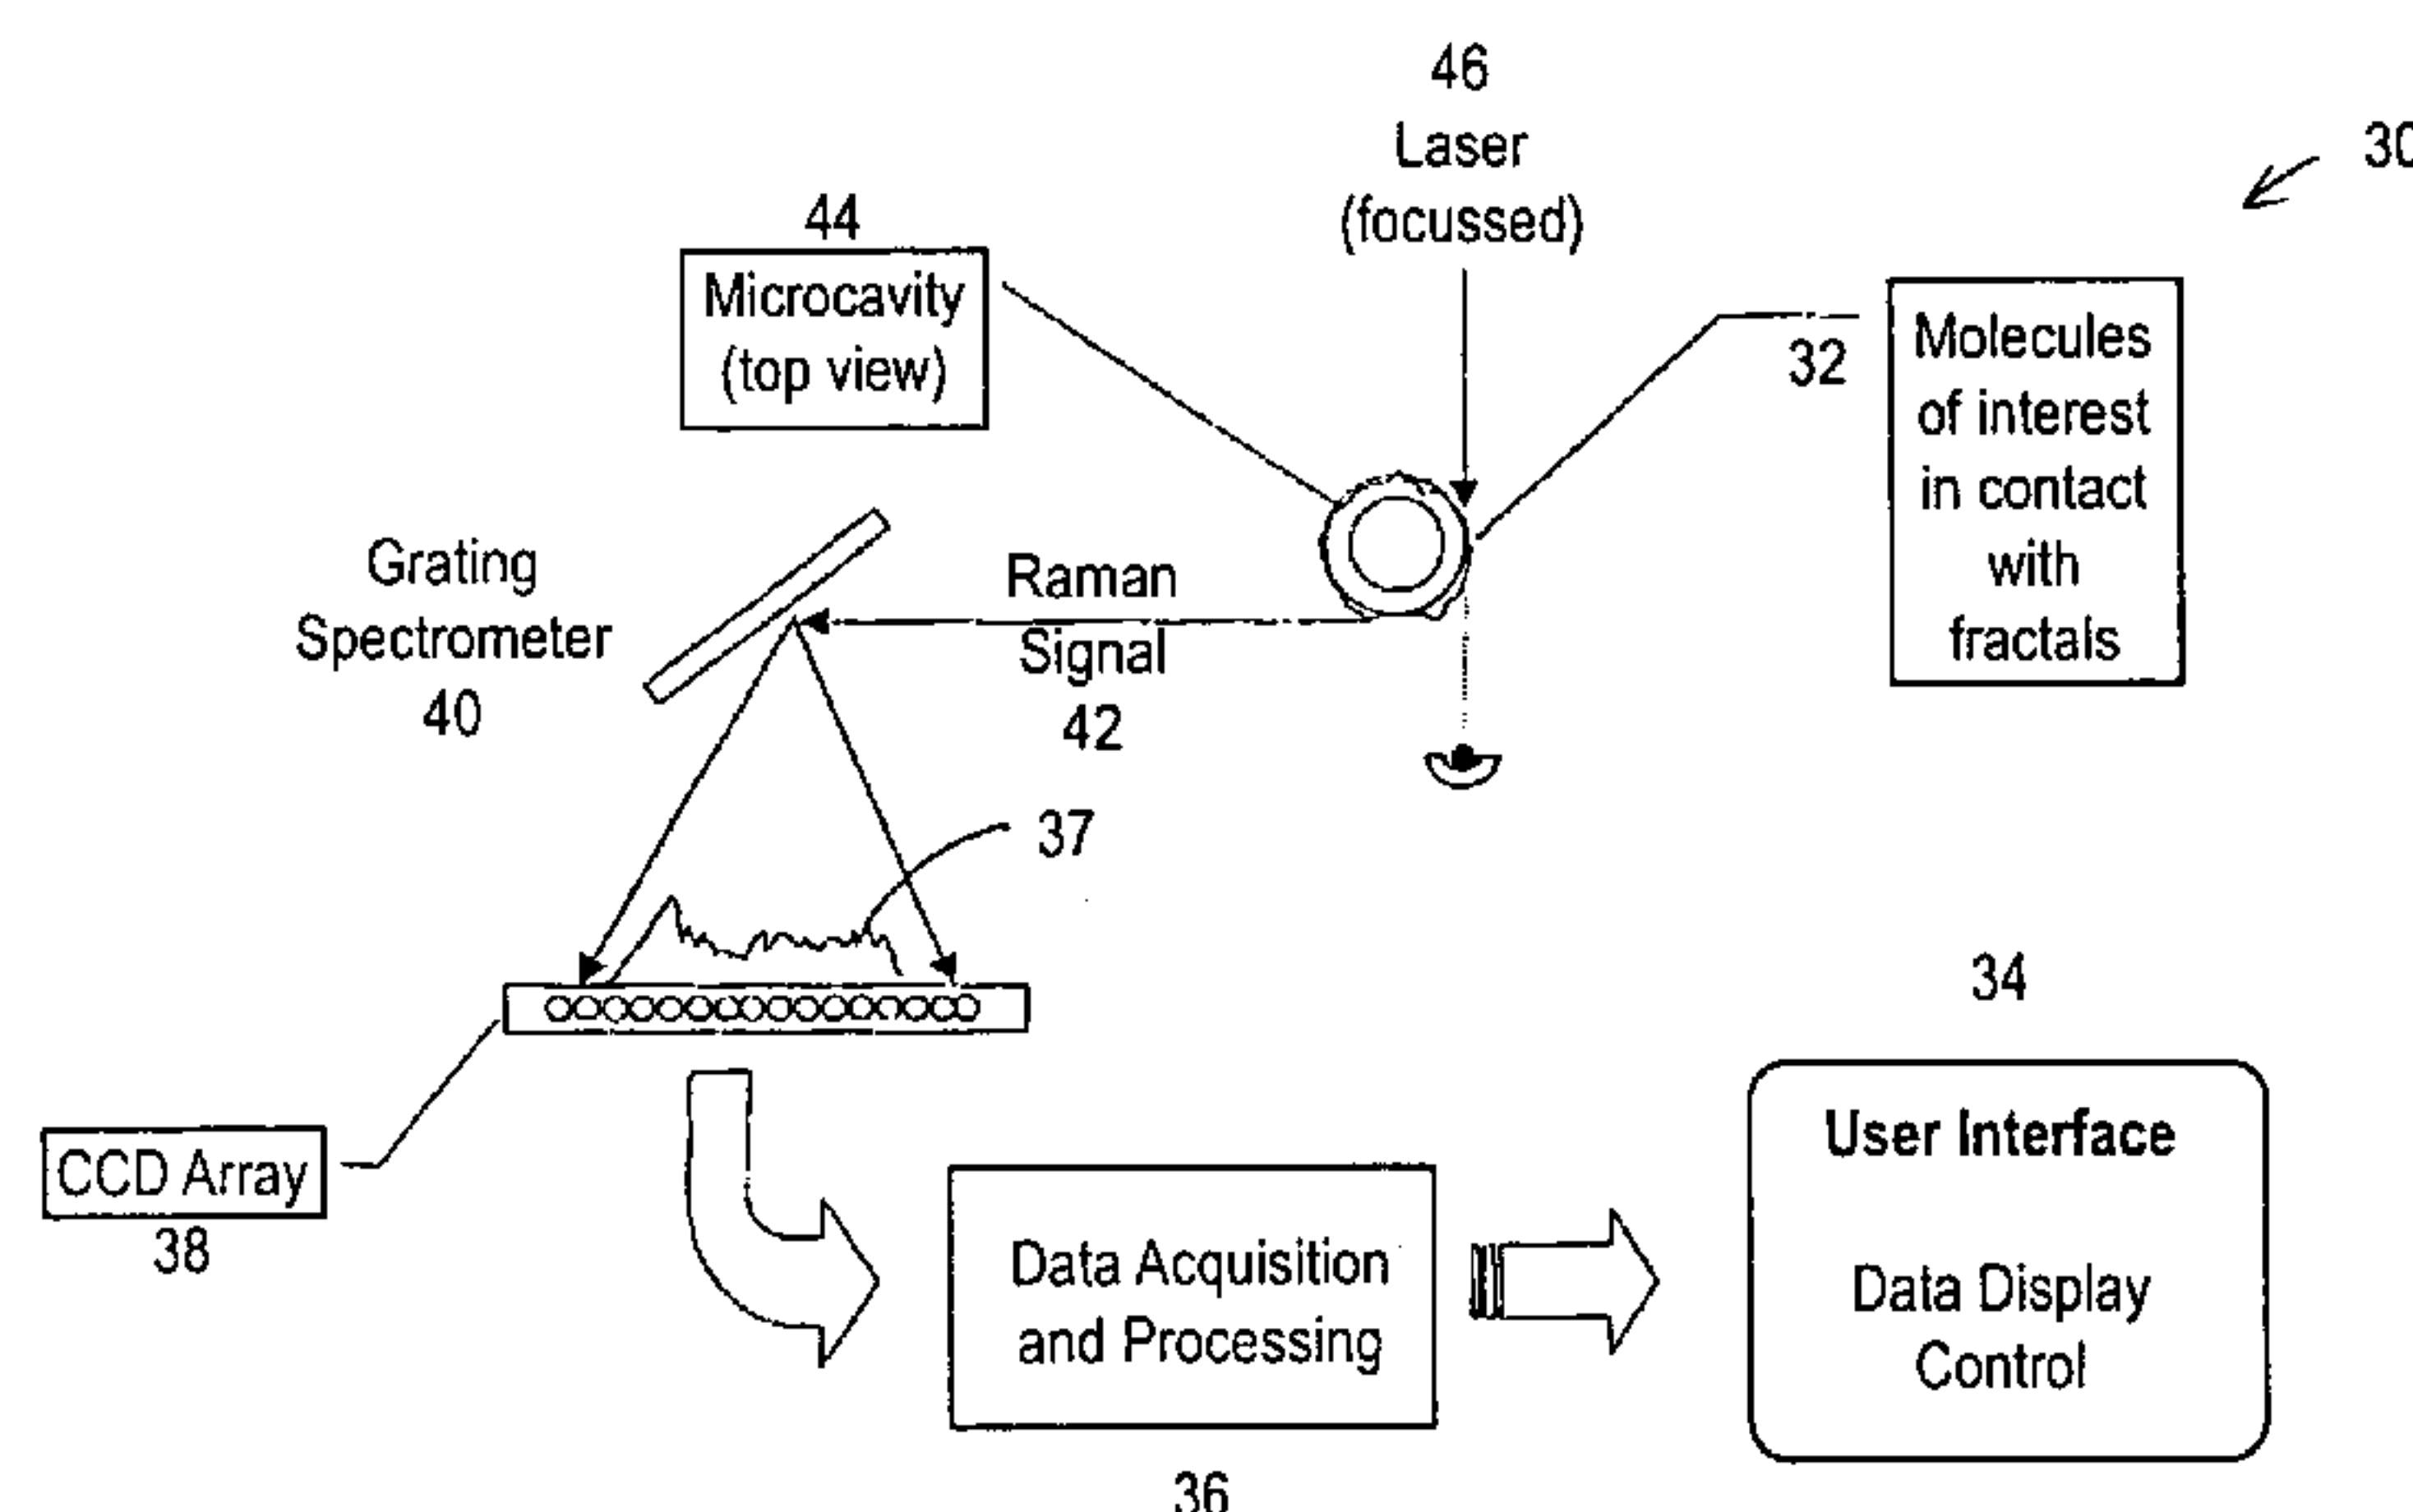 46
Laser
(focussed)
30
44
Microcavity
(top view)
32
Molecules
of interest
in contact
with
fractals
Grating
Spectrometer
40
Raman
Signal
42
37
34
CCD Array
38
Data Acquisition
and Processing
36
User Interface
Data Display
Control